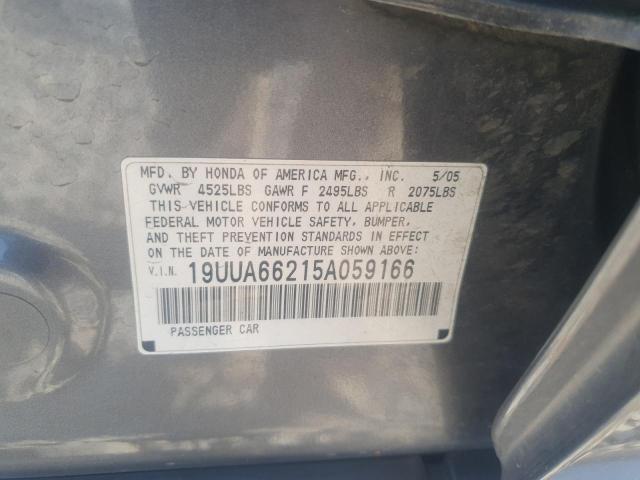 MFD. BY HONDA OF AMERICA MFG., INC. 5/05
GVWR 4525LBS GAWR F 2495LBS R 2075LBS
THIS VEHICLE CONFORMS TO ALL APPLICABLE
FEDERAL MOTOR VEHICLE SAFETY, BUMPER,
AND THEFT PREVENTION STANDARDS IN EFFECT
ON THE DATE OF MANUFACTURE SHOWN ABOVE:
V.I.N. 19UUA66215A059166
PASSENGER CAR